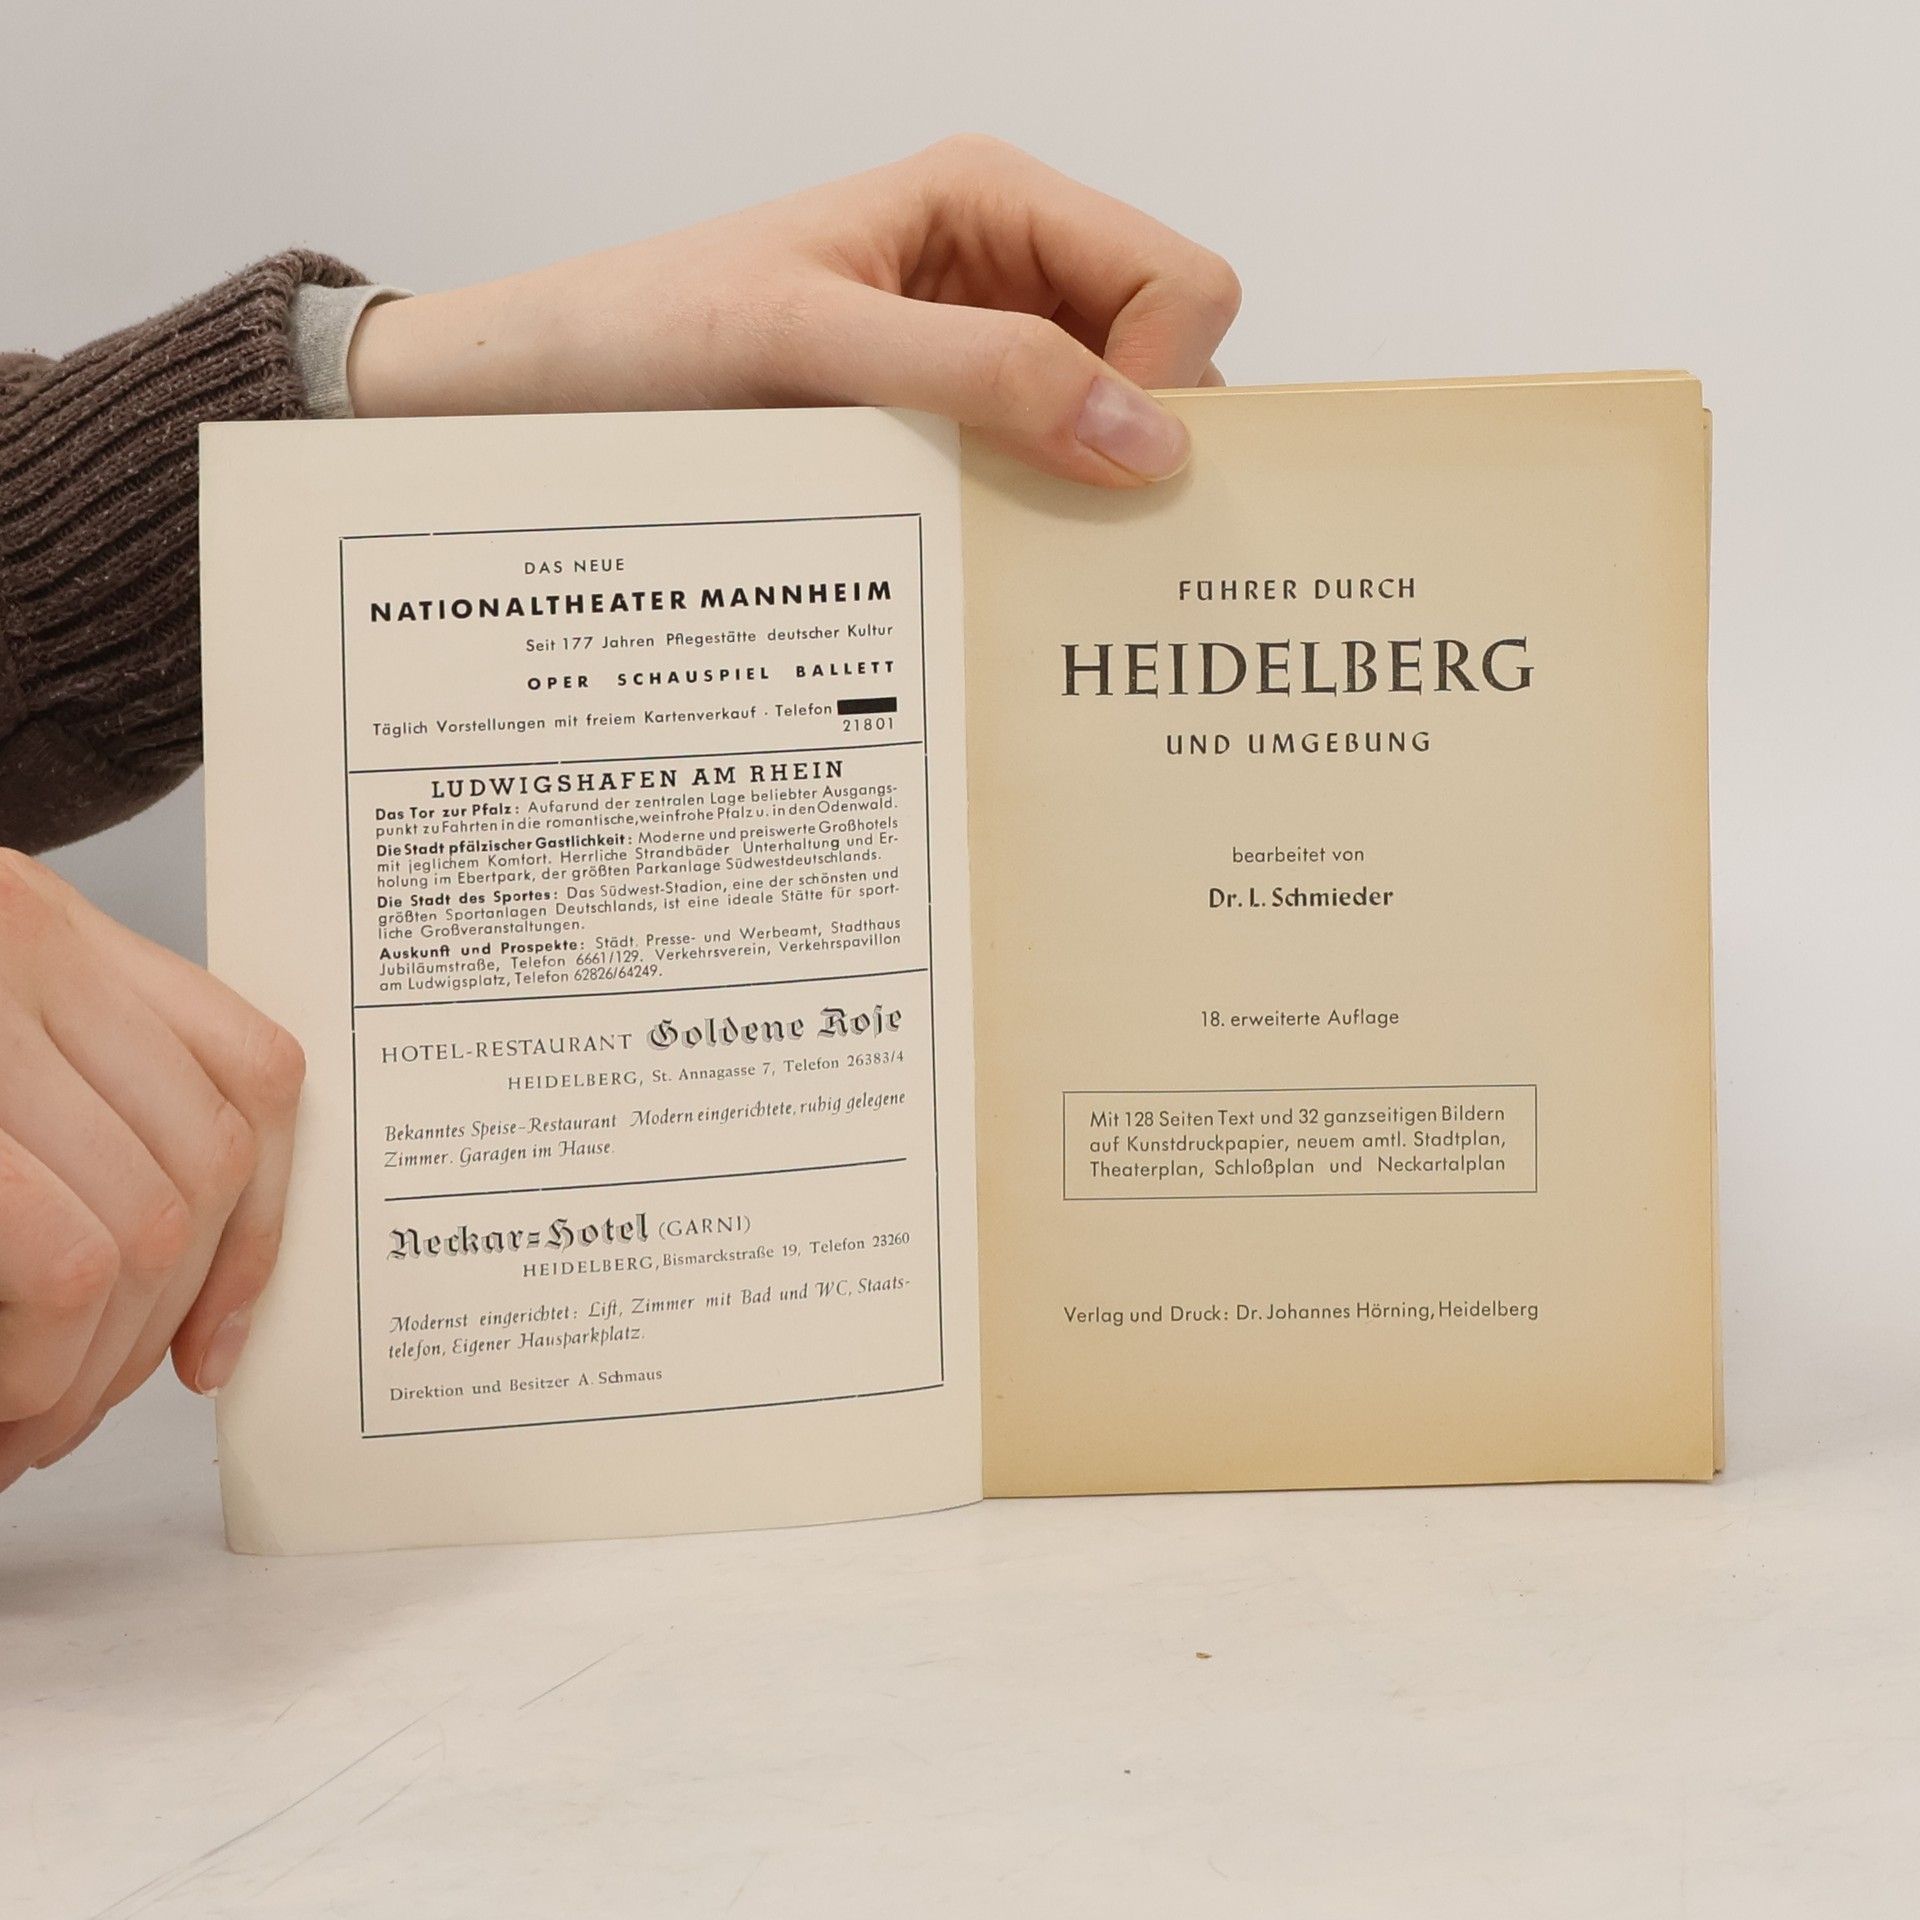 DAS NEUE
NATIONALTHEATER MANNHEIM
Seit 177 Jahren Pflegestätte deutscher Kultur
OPER SCHAUSPIEL BALLETT
Täglich Vorstellungen mit freiem Kartenverkauf · Telefon
21801
LUDWIGSHAFEN AM RHEIN
Das Tor zur Pfalz: Aufgrund der zentralen Lage beliebter Ausgangs-
punkt zu Fahrten in die romantische, weinfrohe Pfalz u. in den Odenwald.
Die Stadt pfälzischer Gastlichkeit: Moderne und preiswerte Großhotels
mit jeglichem Komfort. Herrliche Strandbäder Unterhaltung und Er-
holung im Ebertpark, der größten Parkanlage Südwestdeutschlands.
Die Stadt des Sportes: Das Südwest-Stadion, eine der schönsten und
größten Sportanlagen Deutschlands, ist eine ideale Stätte für sport-
liche Großveranstaltungen.
Auskunft und Prospekte: Städt. Presse- und Werbeamt, Stadthaus
Jubiläumstraße, Telefon 6661/129. Verkehrsverein, Verkehrspavillon
am Ludwigsplatz, Telefon 62826/64249.
HOTEL-RESTAURANT Goldene Rose
HEIDELBERG, St. Annagasse 7, Telefon 26383/4
Bekanntes Speise-Restaurant Modern eingerichtete, ruhig gelegene
Zimmer. Garagen im Hause.
Neckar-Hotel (GARNI)
HEIDELBERG, Bismarckstraße 19, Telefon 23260
Modernst eingerichtet: Lift, Zimmer mit Bad und WC, Staats-
telefon, Eigener Hausparkplatz.
Direktion und Besitzer A. Schmaus
FÜHRER DURCH
HEIDELBERG
UND UMGEBUNG
bearbeitet von
Dr. L. Schmieder
18. erweiterte Auflage
Mit 128 Seiten Text und 32 ganzseitigen Bildern
auf Kunstdruckpapier, neuem amtl. Stadtplan,
Theaterplan, Schloßplan und Neckartalplan
Verlag und Druck: Dr. Johannes Hörning, Heidelberg